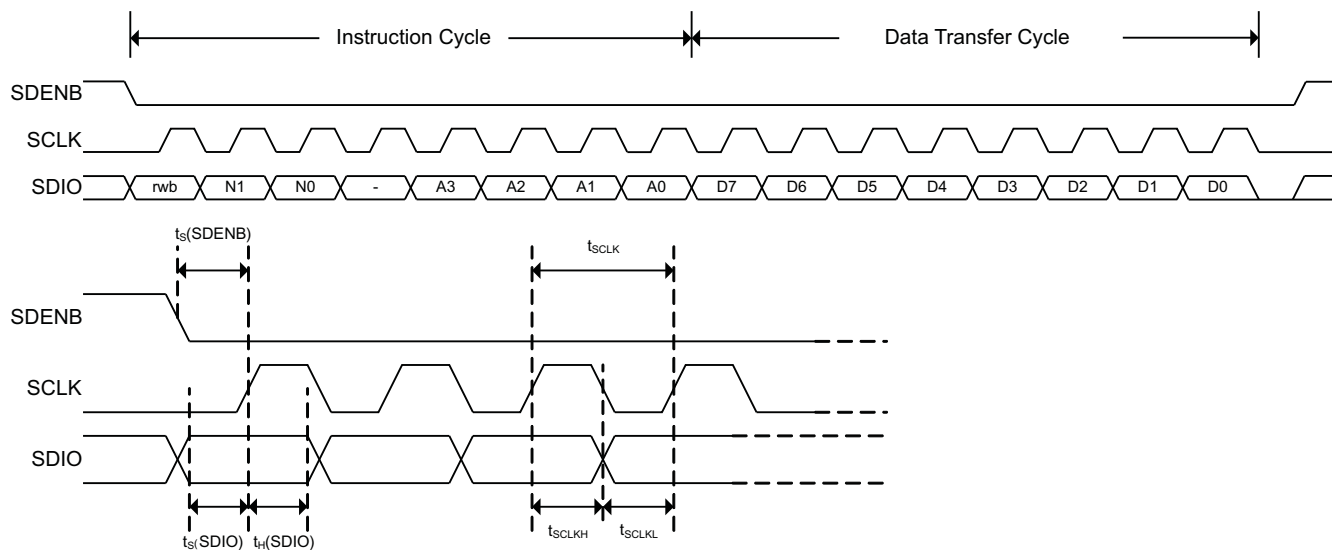 Instruction Cycle Data Transfer Cycle
SDENB
SCLK
SDIO rwb N1 N0 - A3 A2 A1 A0 D7 D6 D5 D4 D3 D2 D1 D0
tS(SDENB) tSCLK
SDENB
SCLK
SDIO
tS(SDIO) tH(SDIO) tSCLKH tSCLKL